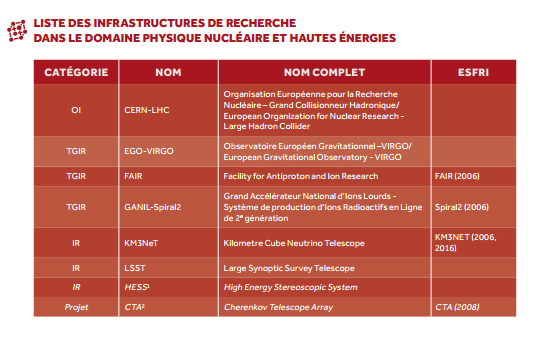 LISTE DES INFRASTRUCTURES DE RECHERCHE
DANS LE DOMAINE PHYSIQUE NUCLÉAIRE ET HAUTES ÉNERGIES
CATÉGORIE NOM NOM COMPLET ESFRI
OI CERN-LHC Organisation Européenne pour la Recherche
Nucléaire – Grand Collisionneur Hadronique/
European Organization for Nuclear Research -
Large Hadron Collider
TGIR EGO-VIRGO Observatoire Européen Gravitationnel –VIRGO/
European Gravitational Observatory - VIRGO
TGIR FAIR Facility for Antiproton and Ion Research FAIR (2006)
TGIR GANIL-Spiral2 Grand Accélérateur National d'Ions Lourds -
Système de production d'Ions Radioactifs en Ligne
de 2e génération Spiral2 (2006)
IR KM3NeT Kilometre Cube Neutrino Telescope KM3NET (2006,
2016)
IR LSST Large Synoptic Survey Telescope
IR HESS¹ High Energy Stereoscopic System
Projet CTA² Cherenkov Telescope Array CTA (2008)